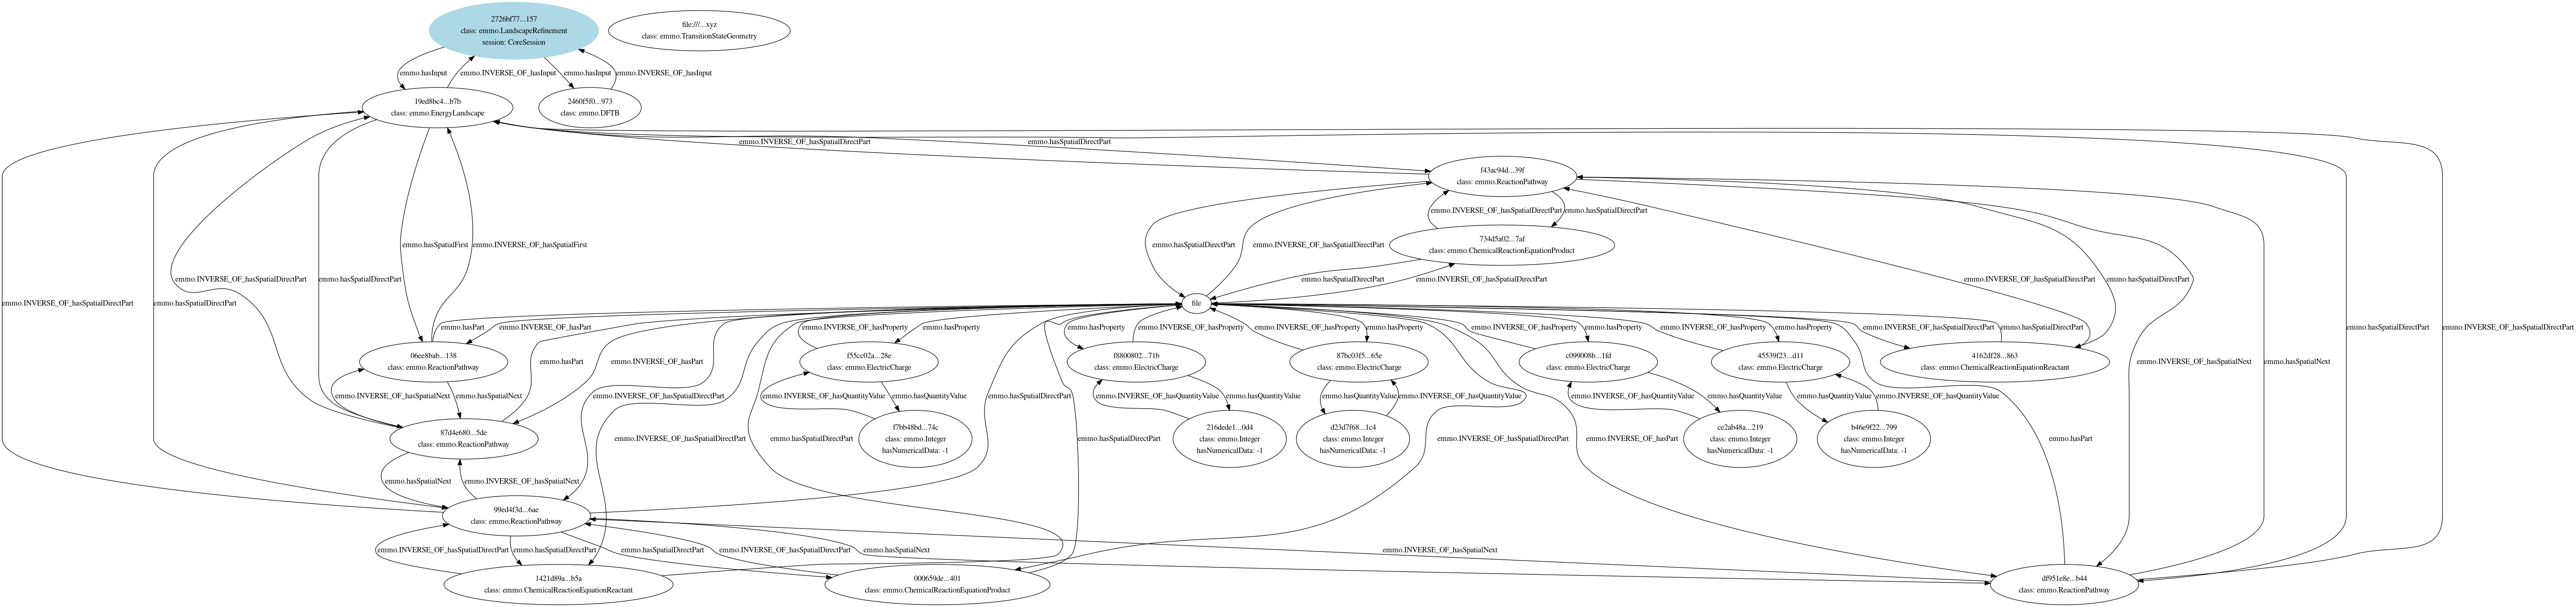 2726bf77...157
class: emmo.LandscapeRefinement
session: CoreSession
file:///...xyz
class: emmo.TransitionStateGeometry
emmo.hasInput
emmo.INVERSE_OF_hasInput
emmo.hasInput
emmo.INVERSE_OF_hasInput
19ed8bc4...b7b
class: emmo.EnergyLandscape
2460f5f0...973
class: emmo.DFTB
emmo.INVERSE_OF_hasSpatialDirectPart
emmo.hasSpatialDirectPart
f43ac94d...39f
class: emmo.ReactionPathway
emmo.INVERSE_OF_hasSpatialDirectPart
emmo.hasSpatialDirectPart
emmo.hasSpatialFirst
emmo.INVERSE_OF_hasSpatialFirst
emmo.hasSpatialDirectPart
emmo.INVERSE_OF_hasSpatialDirectPart
734d5a02...7af
class: emmo.ChemicalReactionEquationProduct
emmo.INVERSE_OF_hasSpatialDirectPart
emmo.hasSpatialDirectPart
emmo.hasSpatialDirectPart
emmo.INVERSE_OF_hasSpatialDirectPart
emmo.INVERSE_OF_hasSpatialDirectPart
emmo.hasSpatialDirectPart
emmo.INVERSE_OF_hasSpatialDirectPart
emmo.hasSpatialDirectPart
file
emmo.hasSpatialDirectPart
emmo.INVERSE_OF_hasSpatialDirectPart
emmo.hasPart
emmo.INVERSE_OF_hasPart
emmo.INVERSE_OF_hasProperty
emmo.hasProperty
emmo.hasProperty
emmo.INVERSE_OF_hasProperty
emmo.INVERSE_OF_hasProperty
emmo.hasProperty
emmo.INVERSE_OF_hasProperty
emmo.hasProperty
emmo.INVERSE_OF_hasProperty
emmo.hasProperty
emmo.INVERSE_OF_hasSpatialDirectPart
emmo.hasSpatialDirectPart
06ee8bab...138
class: emmo.ReactionPathway
emmo.hasPart
emmo.INVERSE_OF_hasPart
f55cc02a...28e
class: emmo.ElectricCharge
f8800802...71b
class: emmo.ElectricCharge
87bc03f5...65e
class: emmo.ElectricCharge
c099008b...1fd
class: emmo.ElectricCharge
45539f23...d11
class: emmo.ElectricCharge
4162df28...863
class: emmo.ChemicalReactionEquationReactant
emmo.INVERSE_OF_hasSpatialNext
emmo.hasSpatialNext
emmo.INVERSE_OF_hasSpatialNext
emmo.hasSpatialNext
emmo.INVERSE_OF_hasSpatialDirectPart
emmo.INVERSE_OF_hasQuantityValue
emmo.hasQuantityValue
emmo.hasSpatialDirectPart
emmo.INVERSE_OF_hasQuantityValue
emmo.hasQuantityValue
emmo.hasQuantityValue
emmo.INVERSE_OF_hasQuantityValue
emmo.INVERSE_OF_hasQuantityValue
emmo.hasQuantityValue
emmo.hasQuantityValue
emmo.INVERSE_OF_hasQuantityValue
87d4e680...5de
class: emmo.ReactionPathway
emmo.INVERSE_OF_hasSpatialDirectPart
emmo.hasSpatialDirectPart
f7bb48bd...74c
class: emmo.Integer
hasNumericalData: -1
emmo.hasSpatialDirectPart
216dede1...0d4
class: emmo.Integer
hasNumericalData: -1
d23d7f68...1c4
class: emmo.Integer
hasNumericalData: -1
emmo.INVERSE_OF_hasSpatialDirectPart
emmo.INVERSE_OF_hasPart
ce2ab48a...219
class: emmo.Integer
hasNumericalData: -1
b46e9f22...799
class: emmo.Integer
hasNumericalData: -1
emmo.hasPart
emmo.hasSpatialNext
emmo.INVERSE_OF_hasSpatialNext
99ed4f3d...6ae
class: emmo.ReactionPathway
emmo.INVERSE_OF_hasSpatialDirectPart
emmo.hasSpatialDirectPart
emmo.hasSpatialDirectPart
emmo.INVERSE_OF_hasSpatialDirectPart
emmo.hasSpatialNext
emmo.INVERSE_OF_hasSpatialNext
1421d89a...b5a
class: emmo.ChemicalReactionEquationReactant
000659de...401
class: emmo.ChemicalReactionEquationProduct
df951e8e...b44
class: emmo.ReactionPathway